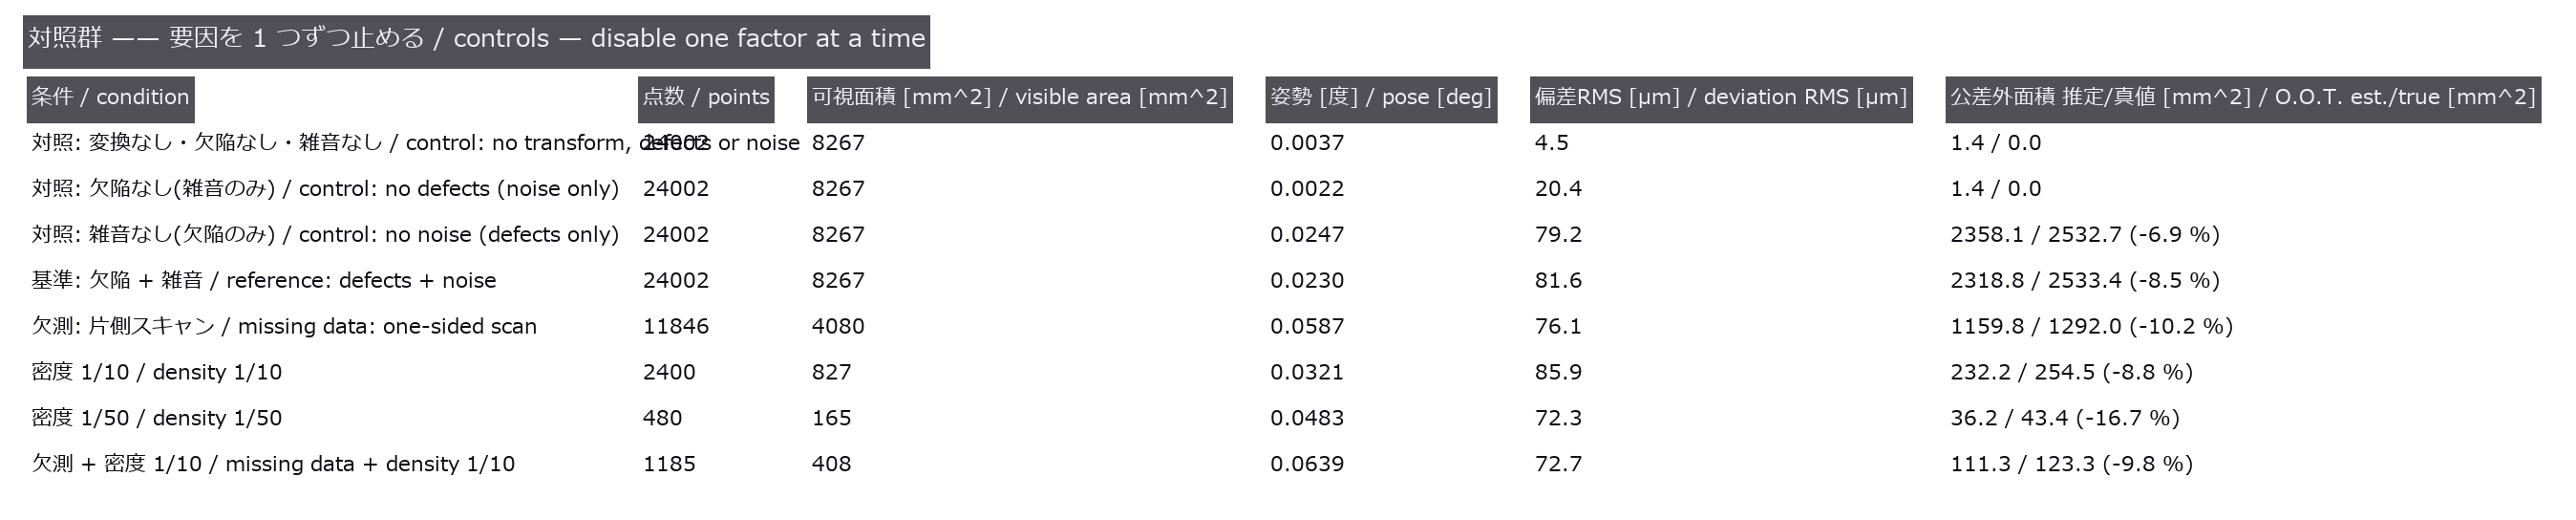 対照群 —— 要因を 1 つずつ止める / controls — disable one factor at a time
条件 / condition 点数 / points 可視面積 [mm^2] / visible area [mm^2] 姿勢 [度] / pose [deg] 偏差RMS [µm] / deviation RMS [µm] 公差外面積 推定/真値 [mm^2] / O.O.T. est./true [mm^2]
対照: 変換なし・欠陥なし・雑音なし / control: no transform, defects or noise 24002 8267 0.0037 4.5 1.4 / 0.0
対照: 欠陥なし(雑音のみ) / control: no defects (noise only) 24002 8267 0.0022 20.4 1.4 / 0.0
対照: 雑音なし(欠陥のみ) / control: no noise (defects only) 24002 8267 0.0247 79.2 2358.1 / 2532.7 (-6.9 %)
基準: 欠陥 + 雑音 / reference: defects + noise 24002 8267 0.0230 81.6 2318.8 / 2533.4 (-8.5 %)
欠測: 片側スキャン / missing data: one-sided scan 11846 4080 0.0587 76.1 1159.8 / 1292.0 (-10.2 %)
密度 1/10 / density 1/10 2400 827 0.0321 85.9 232.2 / 254.5 (-8.8 %)
密度 1/50 / density 1/50 480 165 0.0483 72.3 36.2 / 43.4 (-16.7 %)
欠測 + 密度 1/10 / missing data + density 1/10 1185 408 0.0639 72.7 111.3 / 123.3 (-9.8 %)